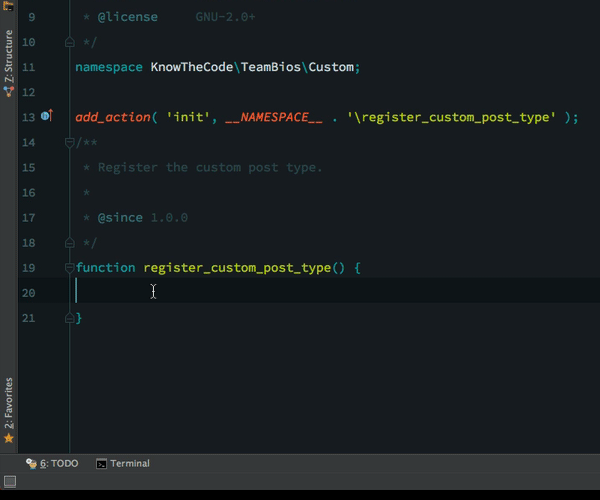 9 * @license GNU-2.0+
10 */
11 namespace KnowTheCode\TeamBios\Custom;
12
13 add_action( 'init', __NAMESPACE__ . '\register_custom_post_type' );
14 /**
15 * Register the custom post type.
16 *
17 * @since 1.0.0
18 */
19 function register_custom_post_type() {
20
21 }
7: Structure
2: Favorites
6: TODO Terminal